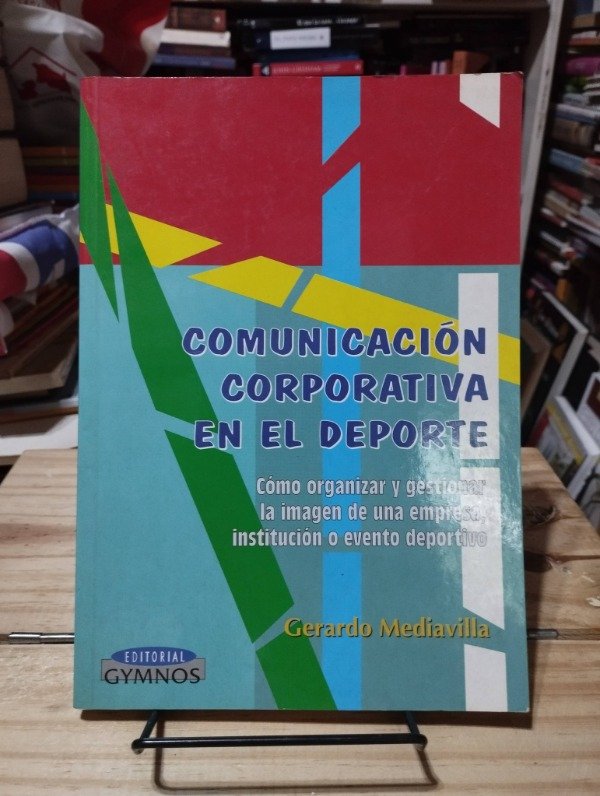 COMUNICACIÓN
CORPORATIVA
EN EL DEPORTE
Cómo organizar y gestionar
la imagen de una empresa,
institución o evento deportivo
Gerardo Mediavilla
EDITORIAL
GYMNOS